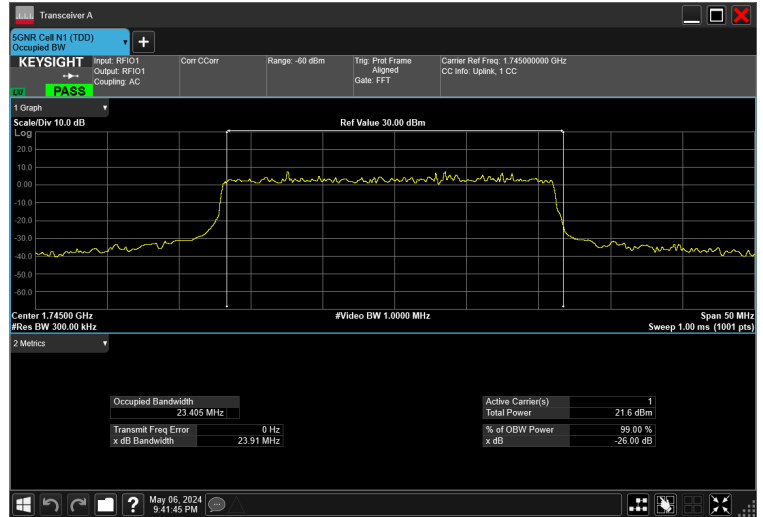 Transceiver A
5GNR Cell N1 (TDD)
Occupied BW
KEYSIGHT
LXI
PASS
Input: RFIO1
Output: RFIO1
Coupling: AC
Corr CCorr
Range: -60 dBm
Trig: Prot Frame
Aligned
Gate: FFT
Carrier Ref Freq: 1.745000000 GHz
CC Info: Uplink, 1 CC
1 Graph
Scale/Div 10.0 dB
Ref Value 30.00 dBm
Log
20.0
10.0
0.00
-10.0
-20.0
-30.0
-40.0
-50.0
-60.0
Center 1.74500 GHz
#Video BW 1.0000 MHz
Span 50 MHz
#Res BW 300.00 kHz
Sweep 1.00 ms (1001 pts)
2 Metrics
Occupied Bandwidth
23.405 MHz
Transmit Freq Error 0 Hz
x dB Bandwidth 23.91 MHz
Active Carrier(s) 1
Total Power 21.6 dBm
% of OBW Power 99.00 %
x dB -26.00 dB
May 06, 2024
9:41:45 PM